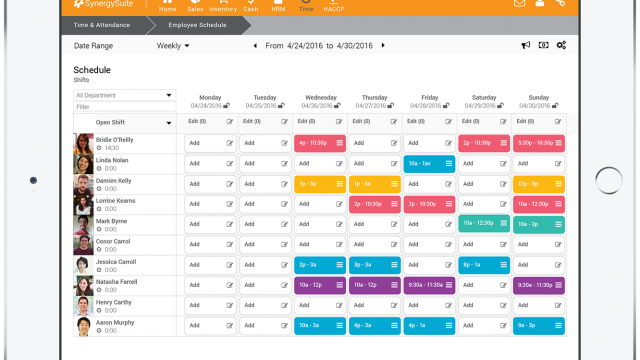 SynergySuite
Home Sales Inventory Cash HRM Time HACCP
Time & Attendance Employee Schedule
Date Range Weekly From 4/24/2016 to 4/30/2016
Schedule
Shifts
All Department
Filter
Monday Tuesday Wednesday Thursday Friday Saturday Sunday
04/24/2016 04/25/2016 04/26/2016 04/27/2016 04/28/2016 04/29/2016 04/30/2016
Open Shift Edit (0) Edit (0) Edit (0) Edit (0) Edit (0) Edit (0) Edit (0)
Bridie O'Reilly
14:30
Add Add 4p - 10:30p Add Add 2p - 10:30p 5:30p - 10:30p
Linda Nolan
0:00
Add Add Add Add 10a - 1av Add Add
Damien Kelly
0:00
Add Add 1p - 3a 1p - 3a Add Add 12p - 5p
Lorrine Kearns
0:00
Add Add Add 2p - 10:30p 2p - 10:30p Add 10a - 12:30p
Mark Byrne
0:00
Add Add Add Add Add 10a - 12:30p 10a - 3p
Conor Carrol
0:00
Add Add Add Add Add Add Add
Jessica Carroll
0:00
Add Add 2p - 3a 3p - 3a Add 8p - 1a Add
Natasha Farrell
0:00
Add Add 10a - 12p 10a - 12p 9:30a - 11:30a Add 9:30a - 11:30p
Henry Carthy
0:00
Add Add Add Add Add Add Add
Aaron Murphy
0:00
Add Add 10a - 3a 4p - 3a 4p - 1a Add 9a - 3p